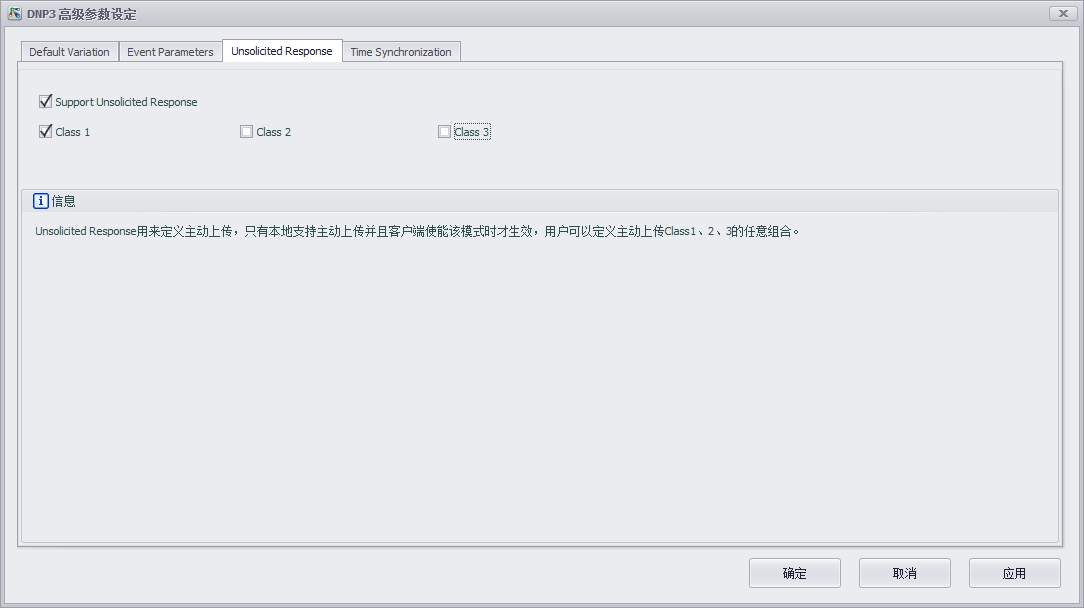 DNP3 高级参数设定
Default Variation Event Parameters Unsolicited Response Time Synchronization
Support Unsolicited Response
Class 1 Class 2 Class 3
信息
Unsolicited Response用来定义主动上传，只有本地支持主动上传并且客户端使能该模式时才生效，用户可以定义主动上传Class1、2、3的任意组合。
确定 取消 应用